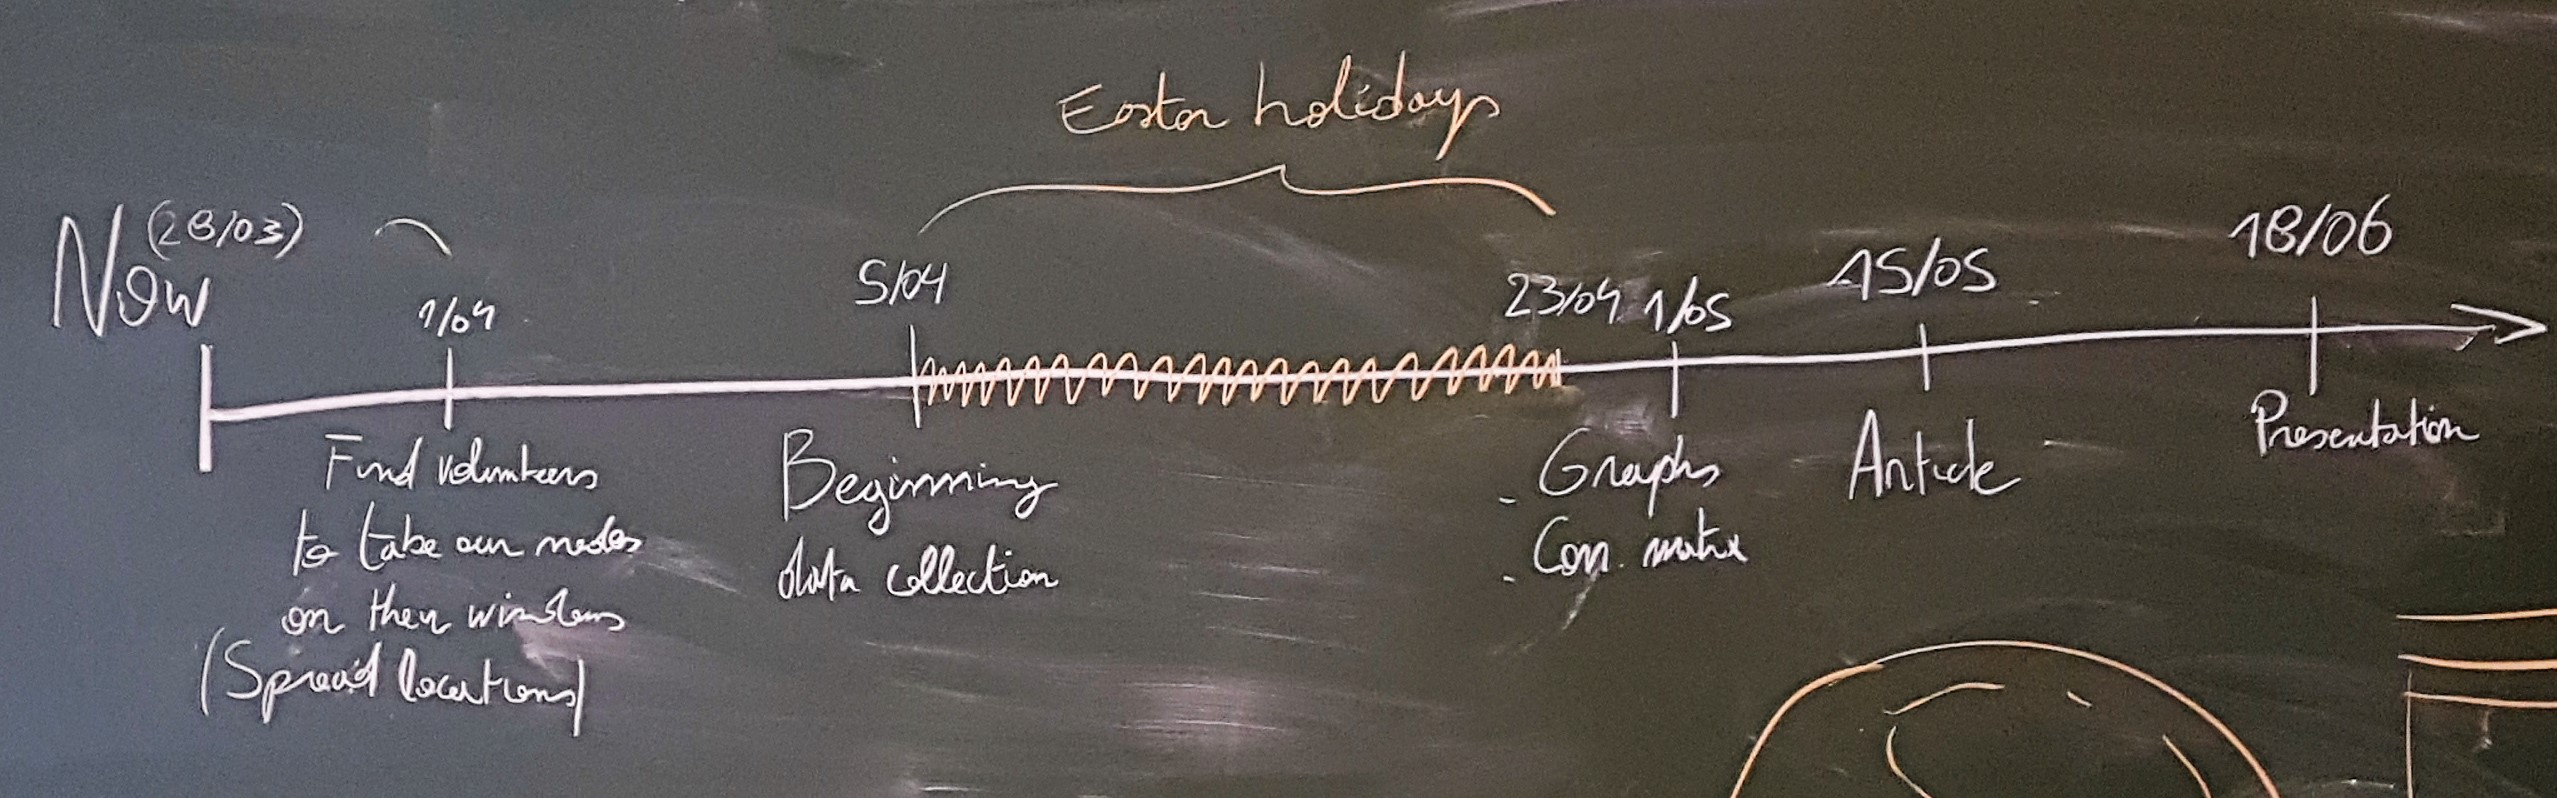 Easter holidays
Now (28/03)
1/04
5/04
23/04
1/05
15/05
18/06
Find volunteers
to take our nodes
on their windows
(Spread locations)
Beginning
data collection
- Graphs
- Corr. matrix
Article
Presentation